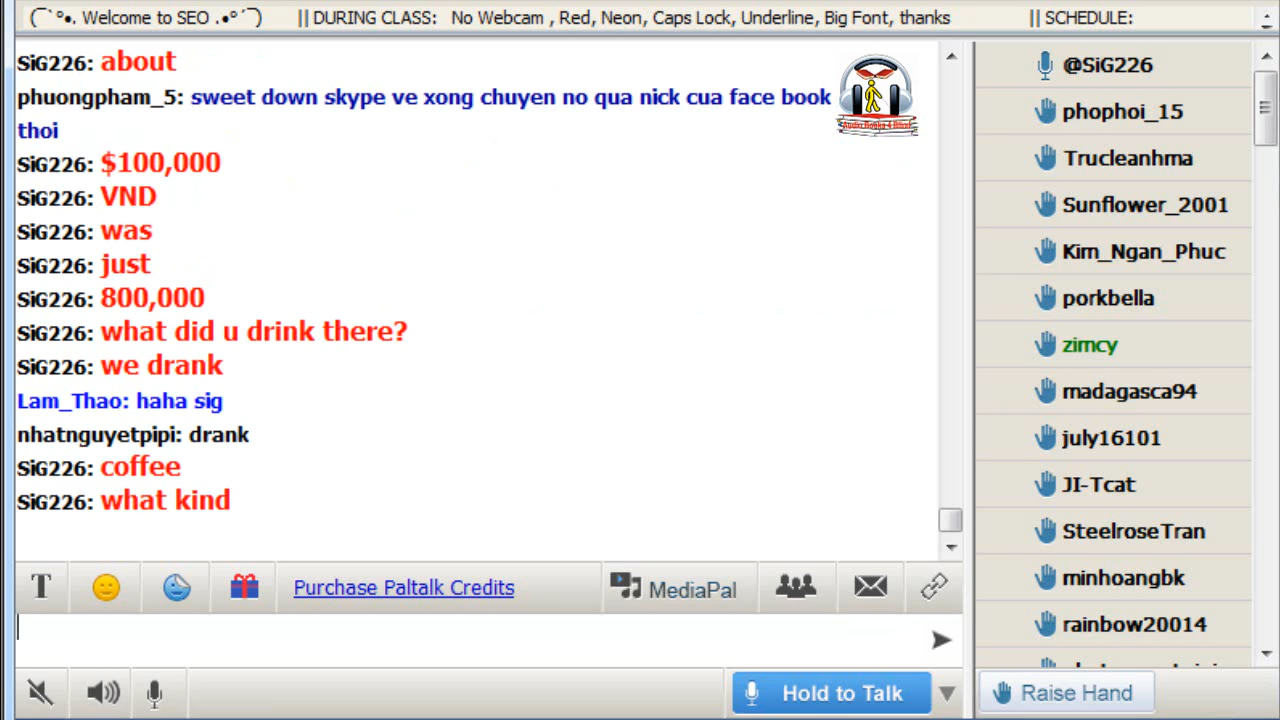 (¯`°•. Welcome to SEO .•°´¯) || DURING CLASS: No Webcam , Red, Neon, Caps Lock, Underline, Big Font, thanks || SCHEDULE:
SiG226: about
phuongpham_5: sweet down skype ve xong chuyen no qua nick cua face book
thoi
SiG226: $100,000
SiG226: VND
SiG226: was
SiG226: just
SiG226: 800,000
SiG226: what did u drink there?
SiG226: we drank
Lam_Thao: haha sig
nhatnguyetpipi: drank
SiG226: coffee
SiG226: what kind
T
Purchase Paltalk Credits
MediaPal
Hold to Talk
@SiG226
phophoi_15
Trucleanhma
Sunflower_2001
Kim_Ngan_Phuc
porkbella
zimcy
madagasca94
july16101
JI-Tcat
SteelroseTran
minhoangbk
rainbow20014
Raise Hand